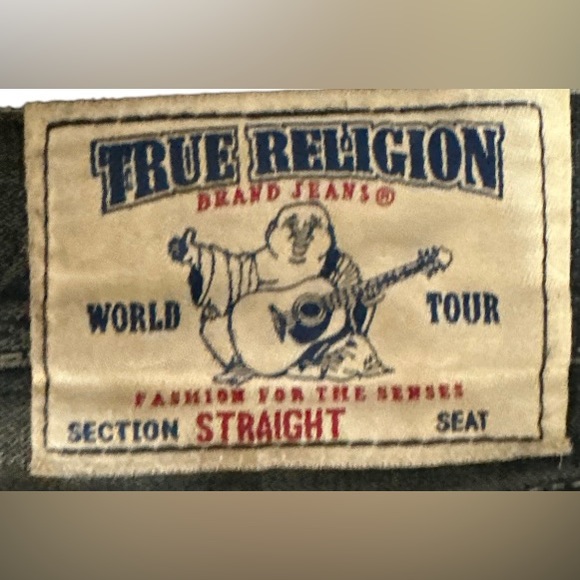 TRUE RELIGION
BRAND JEANS®
WORLD TOUR
FASHION FOR THE SENSES
SECTION STRAIGHT SEAT